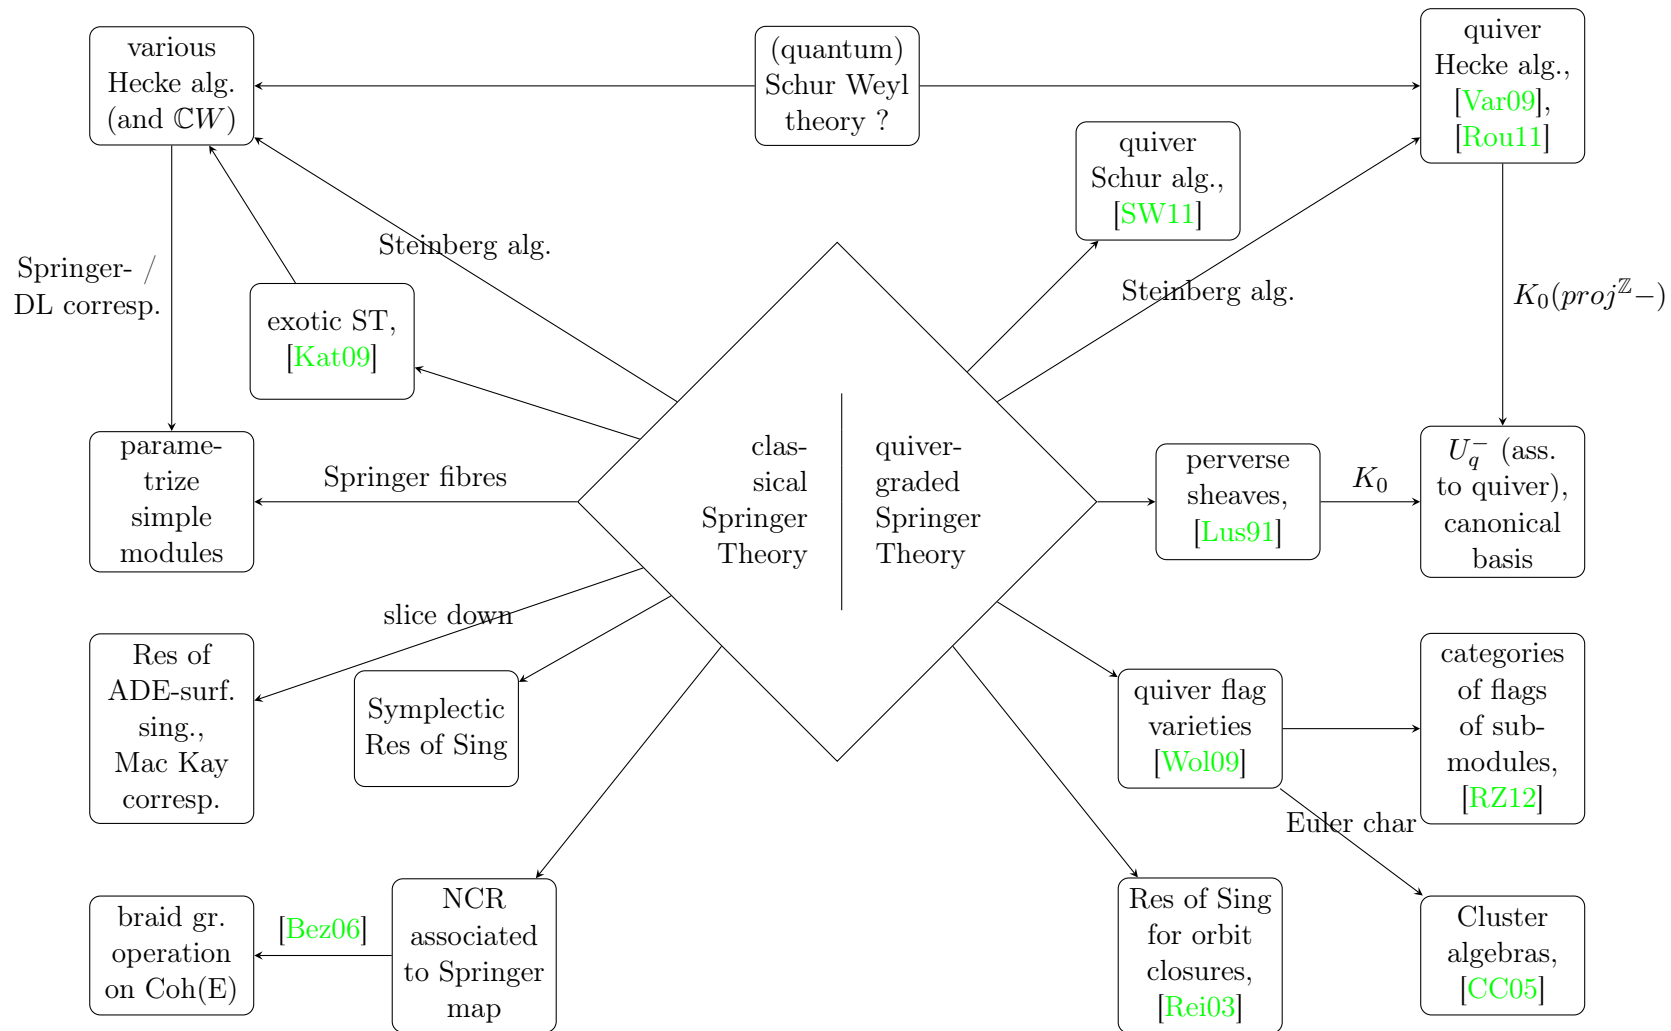 various
Hecke alg.
(and ℂW)
(quantum)
Schur Weyl
theory ?
quiver
Hecke alg.,
[Var09],
[Rou11]
quiver
Schur alg.,
[SW11]
Steinberg alg.
Springer- /
DL corresp.
exotic ST,
[Kat09]
Steinberg alg.
K₀(proj^ℤ−)
parame-
trize
simple
modules
Springer fibres
clas-
sical
Springer
Theory
quiver-
graded
Springer
Theory
perverse
sheaves,
[Lus91]
K₀
U_q^− (ass.
to quiver),
canonical
basis
slice down
Res of
ADE-surf.
sing.,
Mac Kay
corresp.
Symplectic
Res of Sing
quiver flag
varieties
[Wol09]
categories
of flags
of sub-
modules,
[RZ12]
Euler char
braid gr.
operation
on Coh(E)
[Bez06]
NCR
associated
to Springer
map
Res of Sing
for orbit
closures,
[Rei03]
Cluster
algebras,
[CC05]